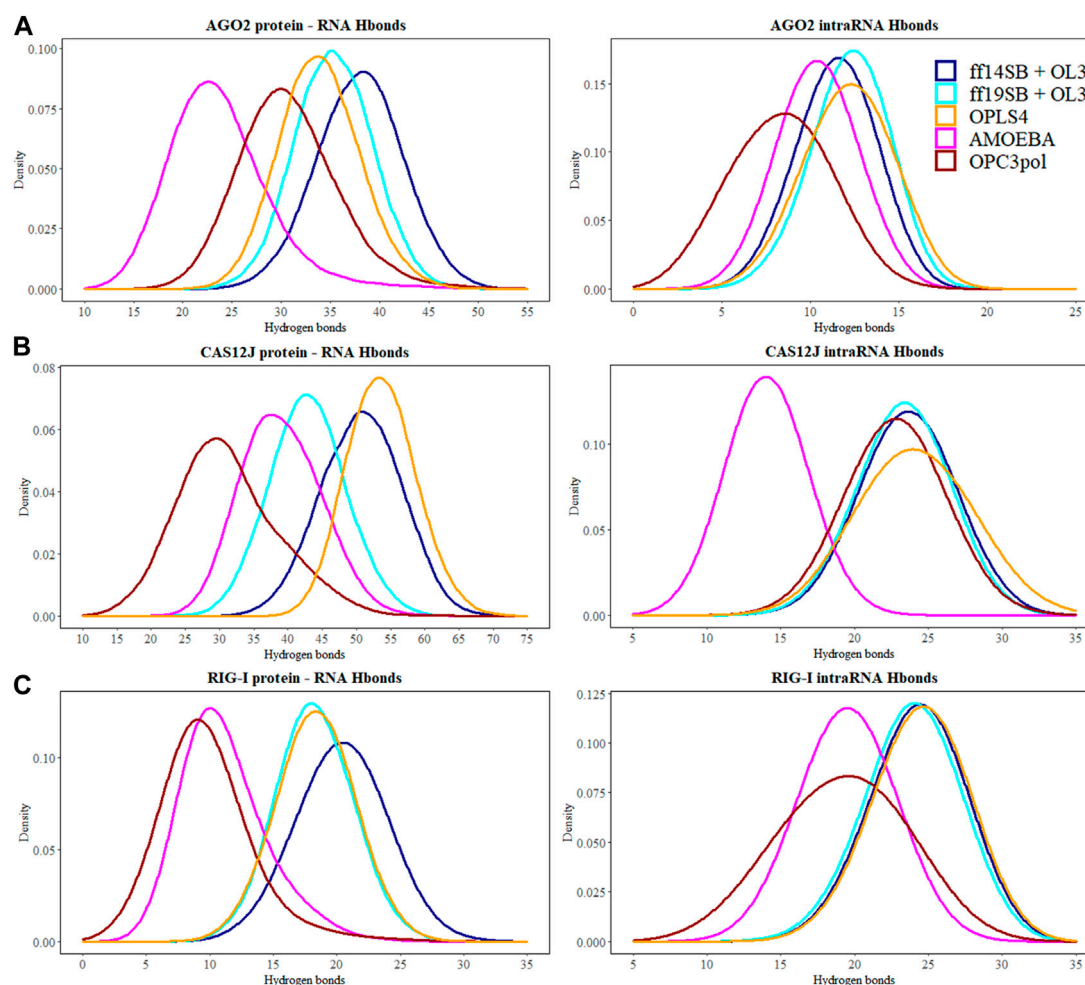 A
AGO2 protein - RNA Hbonds
0.100
0.075
0.050
0.025
0.000
Density
10 15 20 25 30 35 40 45 50 55
Hydrogen bonds
AGO2 intraRNA Hbonds
0.15
0.10
0.05
0.00
Density
0 5 10 15 20 25
Hydrogen bonds
ff14SB + OL3
ff19SB + OL3
OPLS4
AMOEBA
OPC3pol
B
CAS12J protein - RNA Hbonds
0.08
0.06
0.04
0.02
0.00
Density
10 15 20 25 30 35 40 45 50 55 60 65 70 75
Hydrogen bonds
CAS12J intraRNA Hbonds
0.10
0.05
0.00
Density
5 10 15 20 25 30 35
Hydrogen bonds
C
RIG-I protein - RNA Hbonds
0.10
0.05
0.00
Density
0 5 10 15 20 25 30 35
Hydrogen bonds
RIG-I intraRNA Hbonds
0.125
0.100
0.075
0.050
0.025
0.000
Density
5 10 15 20 25 30 35
Hydrogen bonds